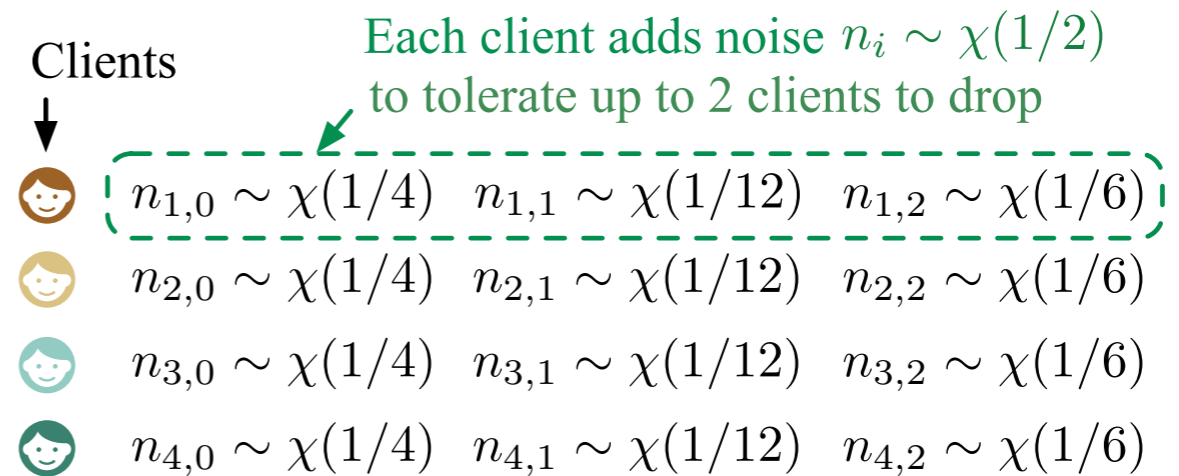 Each client adds noise n_i ∼ χ(1/2)
Clients
to tolerate up to 2 clients to drop
n_{1,0} ∼ χ(1/4) n_{1,1} ∼ χ(1/12) n_{1,2} ∼ χ(1/6)
n_{2,0} ∼ χ(1/4) n_{2,1} ∼ χ(1/12) n_{2,2} ∼ χ(1/6)
n_{3,0} ∼ χ(1/4) n_{3,1} ∼ χ(1/12) n_{3,2} ∼ χ(1/6)
n_{4,0} ∼ χ(1/4) n_{4,1} ∼ χ(1/12) n_{4,2} ∼ χ(1/6)